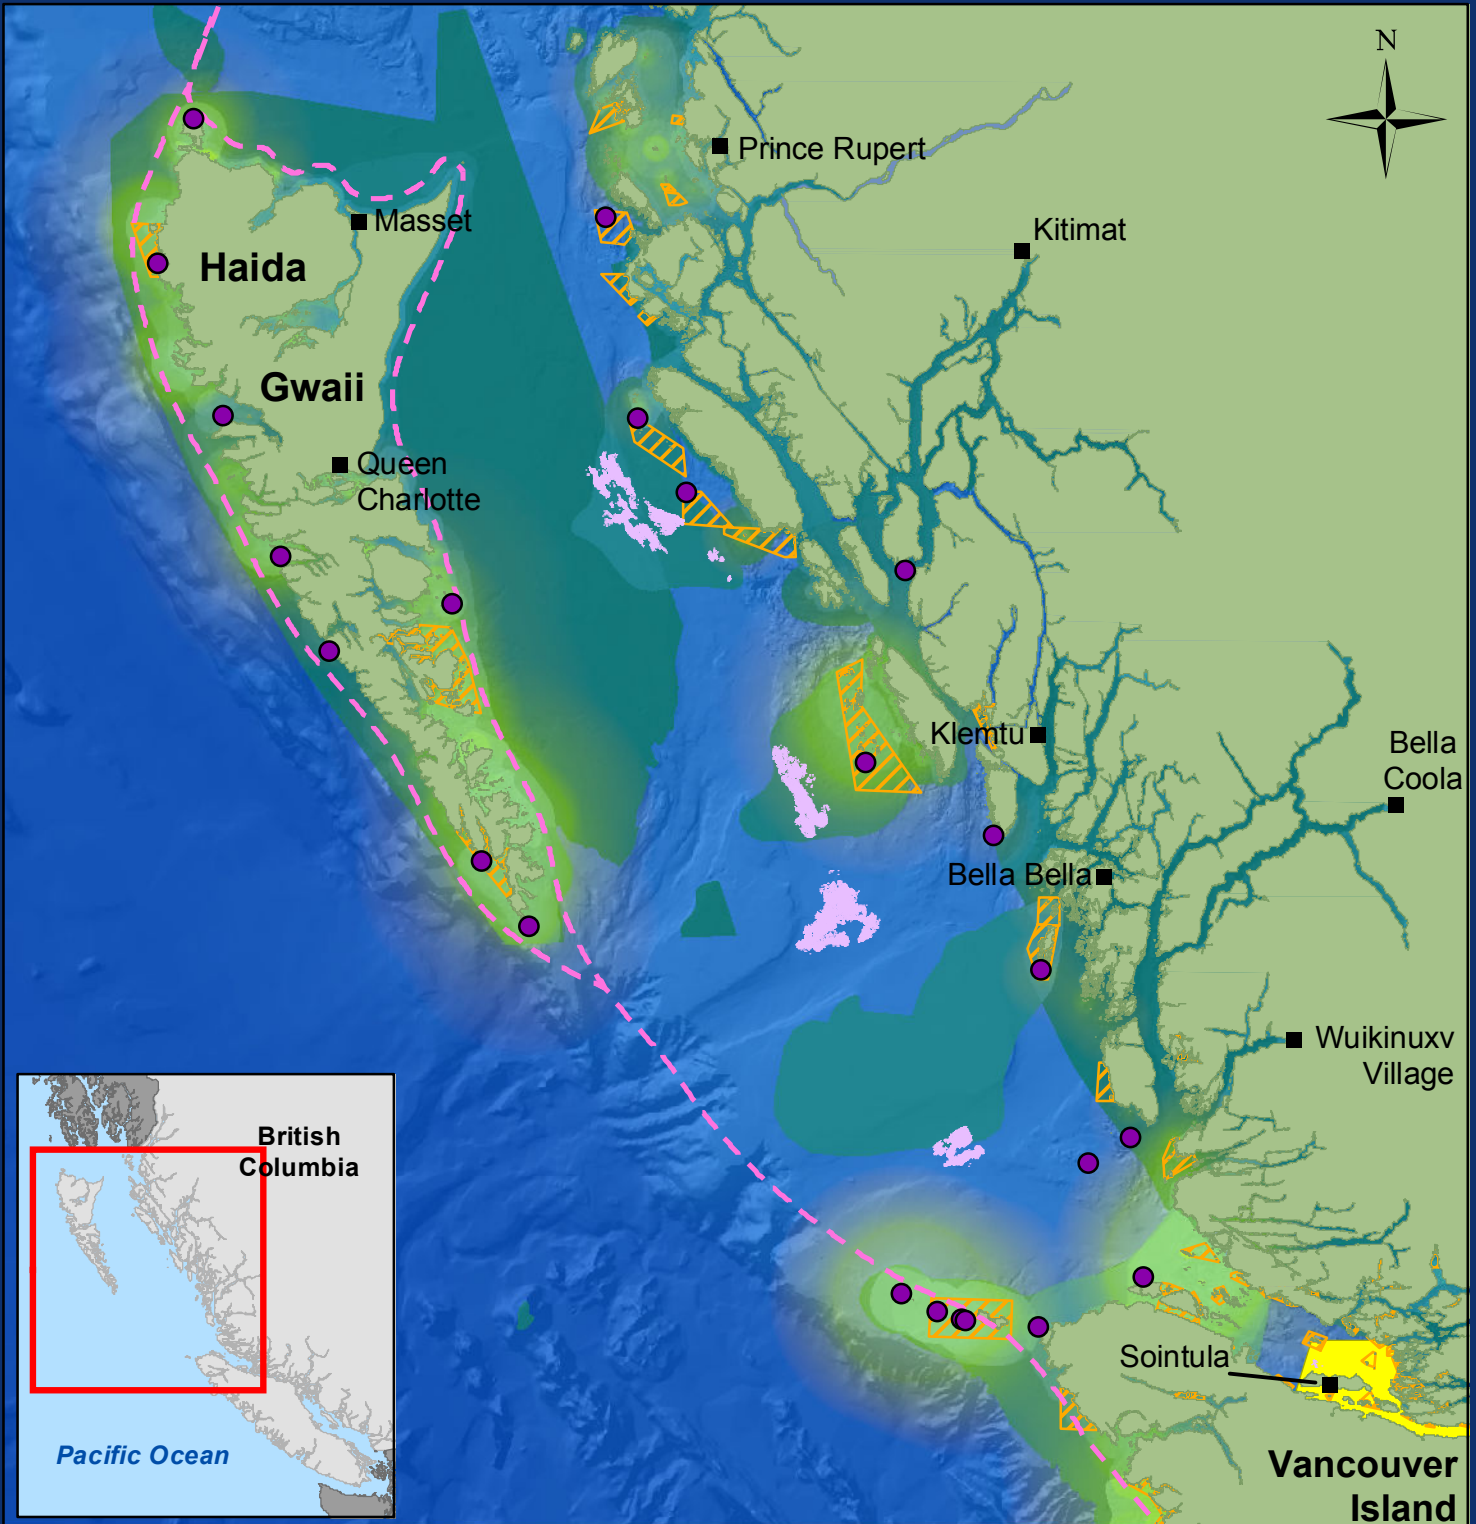 N
Prince Rupert
Masset
Kitimat
Haida
Gwaii
Queen
Charlotte
Klemtu
Bella
Coola
Bella Bella
Wuikinuxv
Village
British
Columbia
Sointula
Pacific Ocean
Vancouver
Island